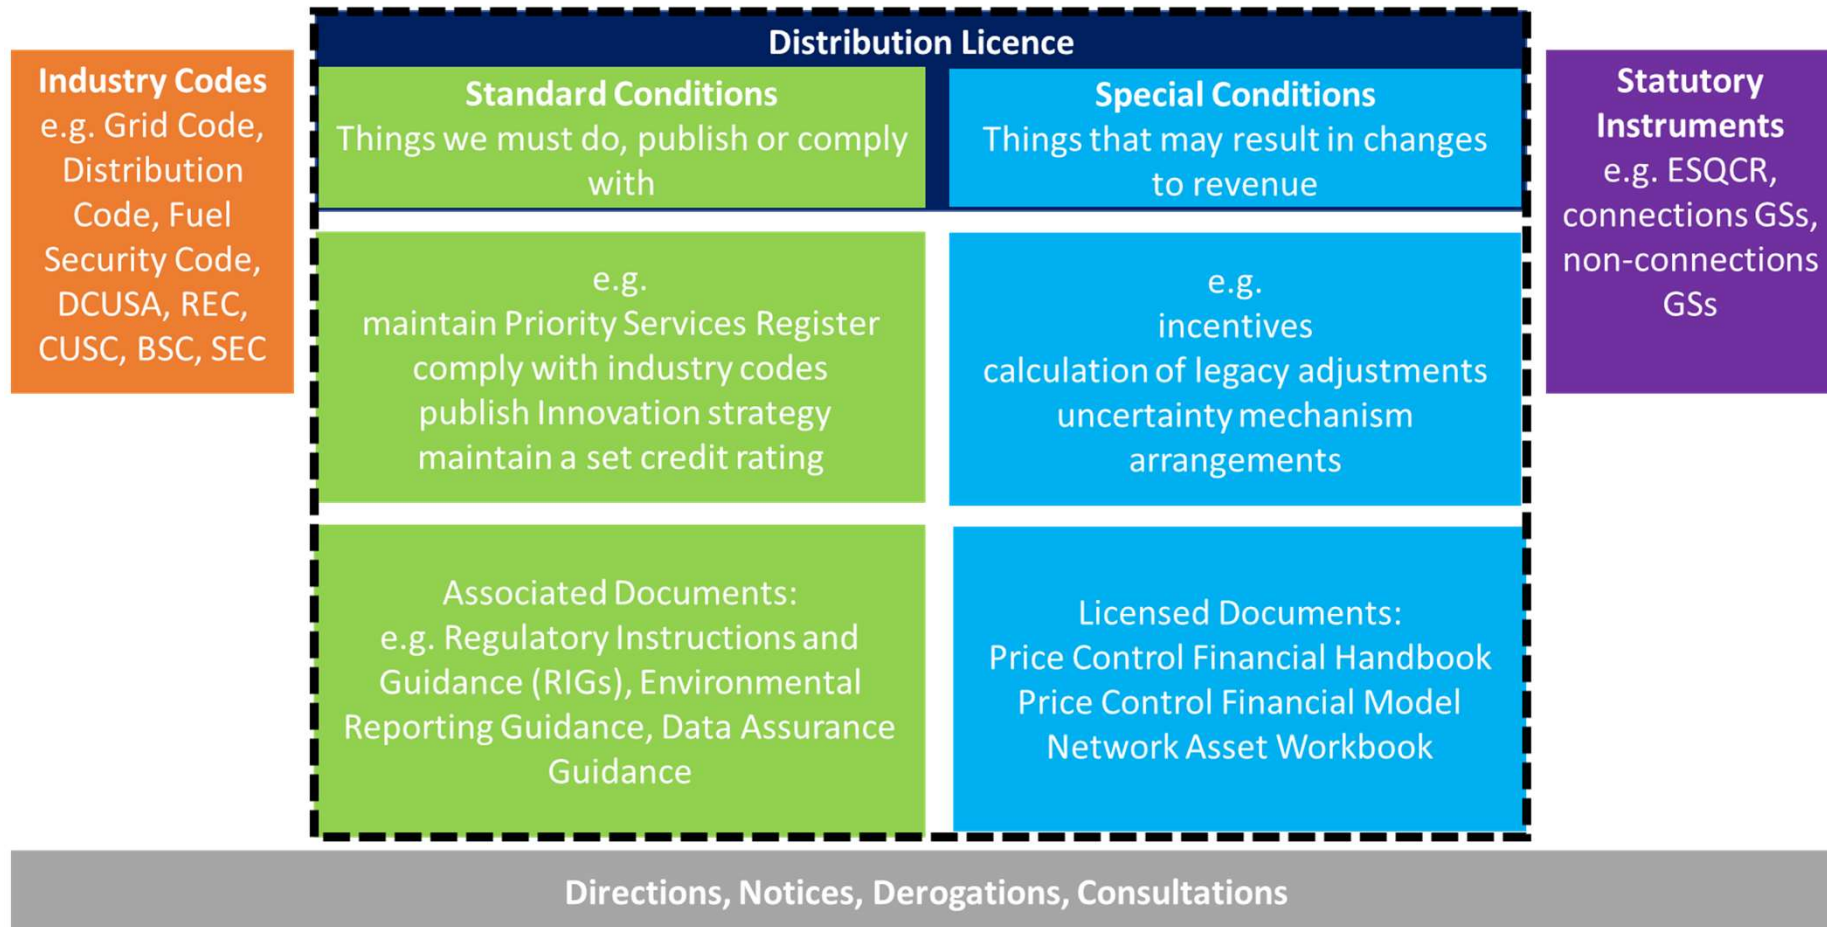 Industry Codes
e.g. Grid Code,
Distribution
Code, Fuel
Security Code,
DCUSA, REC,
CUSC, BSC, SEC
Distribution Licence
Standard Conditions
Things we must do, publish or comply
with
e.g.
maintain Priority Services Register
comply with industry codes
publish Innovation strategy
maintain a set credit rating
Associated Documents:
e.g. Regulatory Instructions and
Guidance (RIGs), Environmental
Reporting Guidance, Data Assurance
Guidance
Special Conditions
Things that may result in changes
to revenue
e.g.
incentives
calculation of legacy adjustments
uncertainty mechanism
arrangements
Licensed Documents:
Price Control Financial Handbook
Price Control Financial Model
Network Asset Workbook
Statutory
Instruments
e.g. ESQCR,
connections GSs,
non-connections
GSs
Directions, Notices, Derogations, Consultations